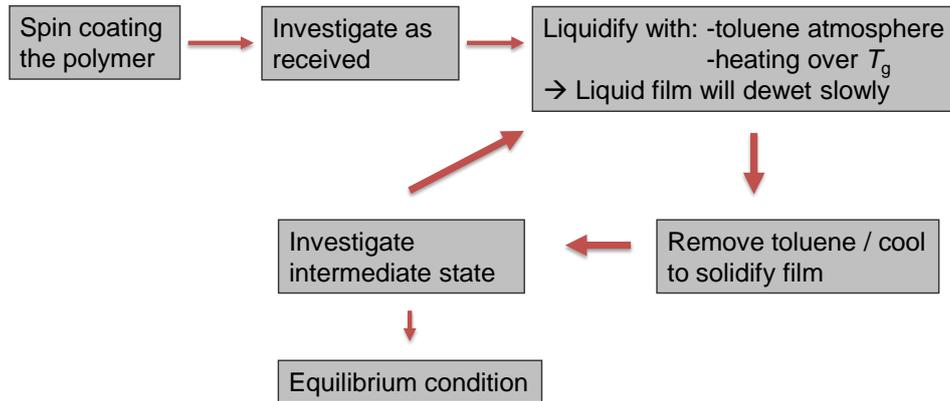 Spin coating
the polymer
Investigate as
received
Liquidify with: -toluene atmosphere
-heating over Tg
→ Liquid film will dewet slowly
Investigate
intermediate state
Remove toluene / cool
to solidify film
Equilibrium condition